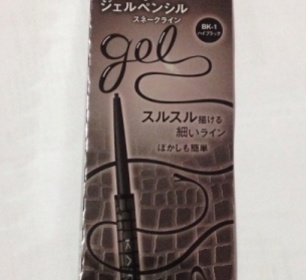 ジェルペンシル
スネークライン
BK-1
ハイブラック
gel
スルスル描ける
細いライン
ぼかしも簡単